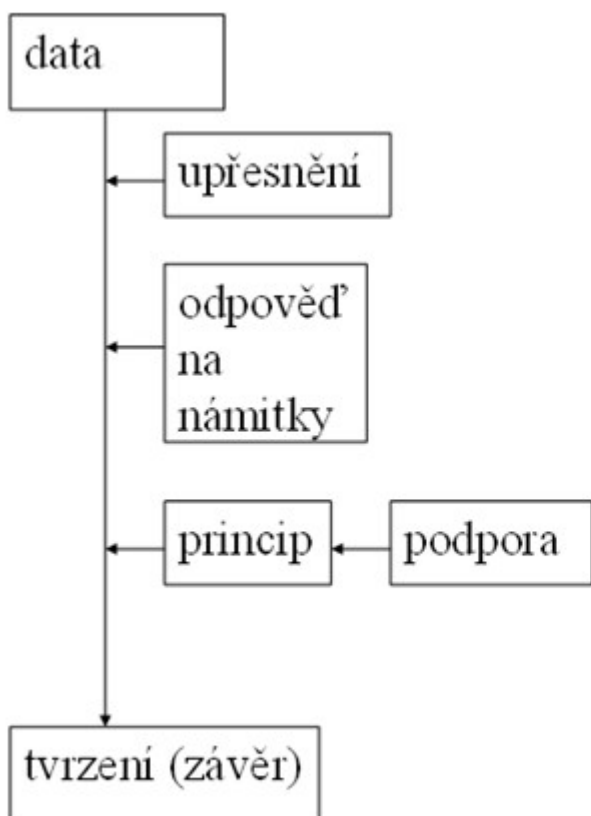 data
upřesnění
odpověď
na
námitky
princip
podpora
tvrzení (závěr)